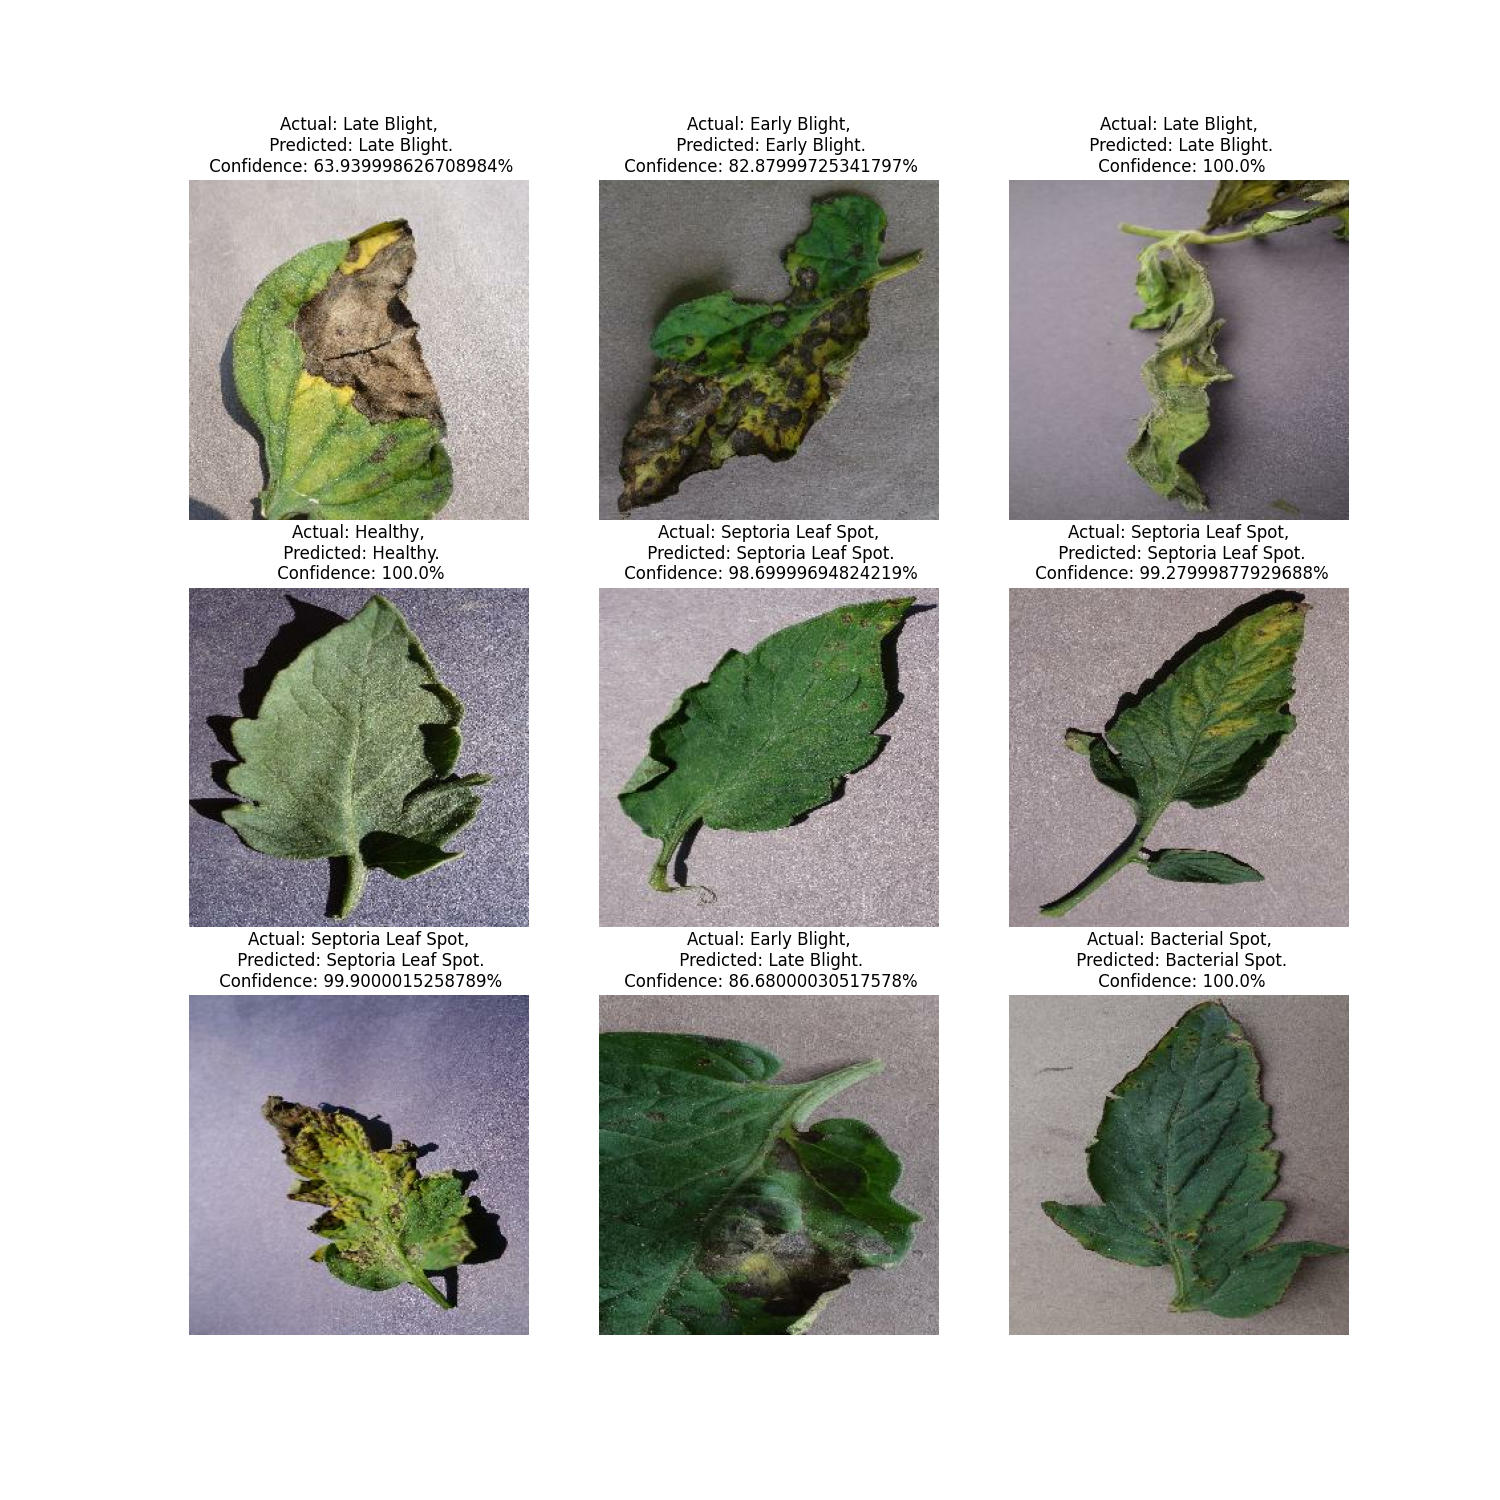 Actual: Late Blight,
Predicted: Late Blight.
Confidence: 63.939998626708984%
Actual: Early Blight,
Predicted: Early Blight.
Confidence: 82.87999725341797%
Actual: Late Blight,
Predicted: Late Blight.
Confidence: 100.0%
Actual: Healthy,
Predicted: Healthy.
Confidence: 100.0%
Actual: Septoria Leaf Spot,
Predicted: Septoria Leaf Spot.
Confidence: 98.69999694824219%
Actual: Septoria Leaf Spot,
Predicted: Septoria Leaf Spot.
Confidence: 99.27999877929688%
Actual: Septoria Leaf Spot,
Predicted: Septoria Leaf Spot.
Confidence: 99.9000015258789%
Actual: Early Blight,
Predicted: Late Blight.
Confidence: 86.68000030517578%
Actual: Bacterial Spot,
Predicted: Bacterial Spot.
Confidence: 100.0%